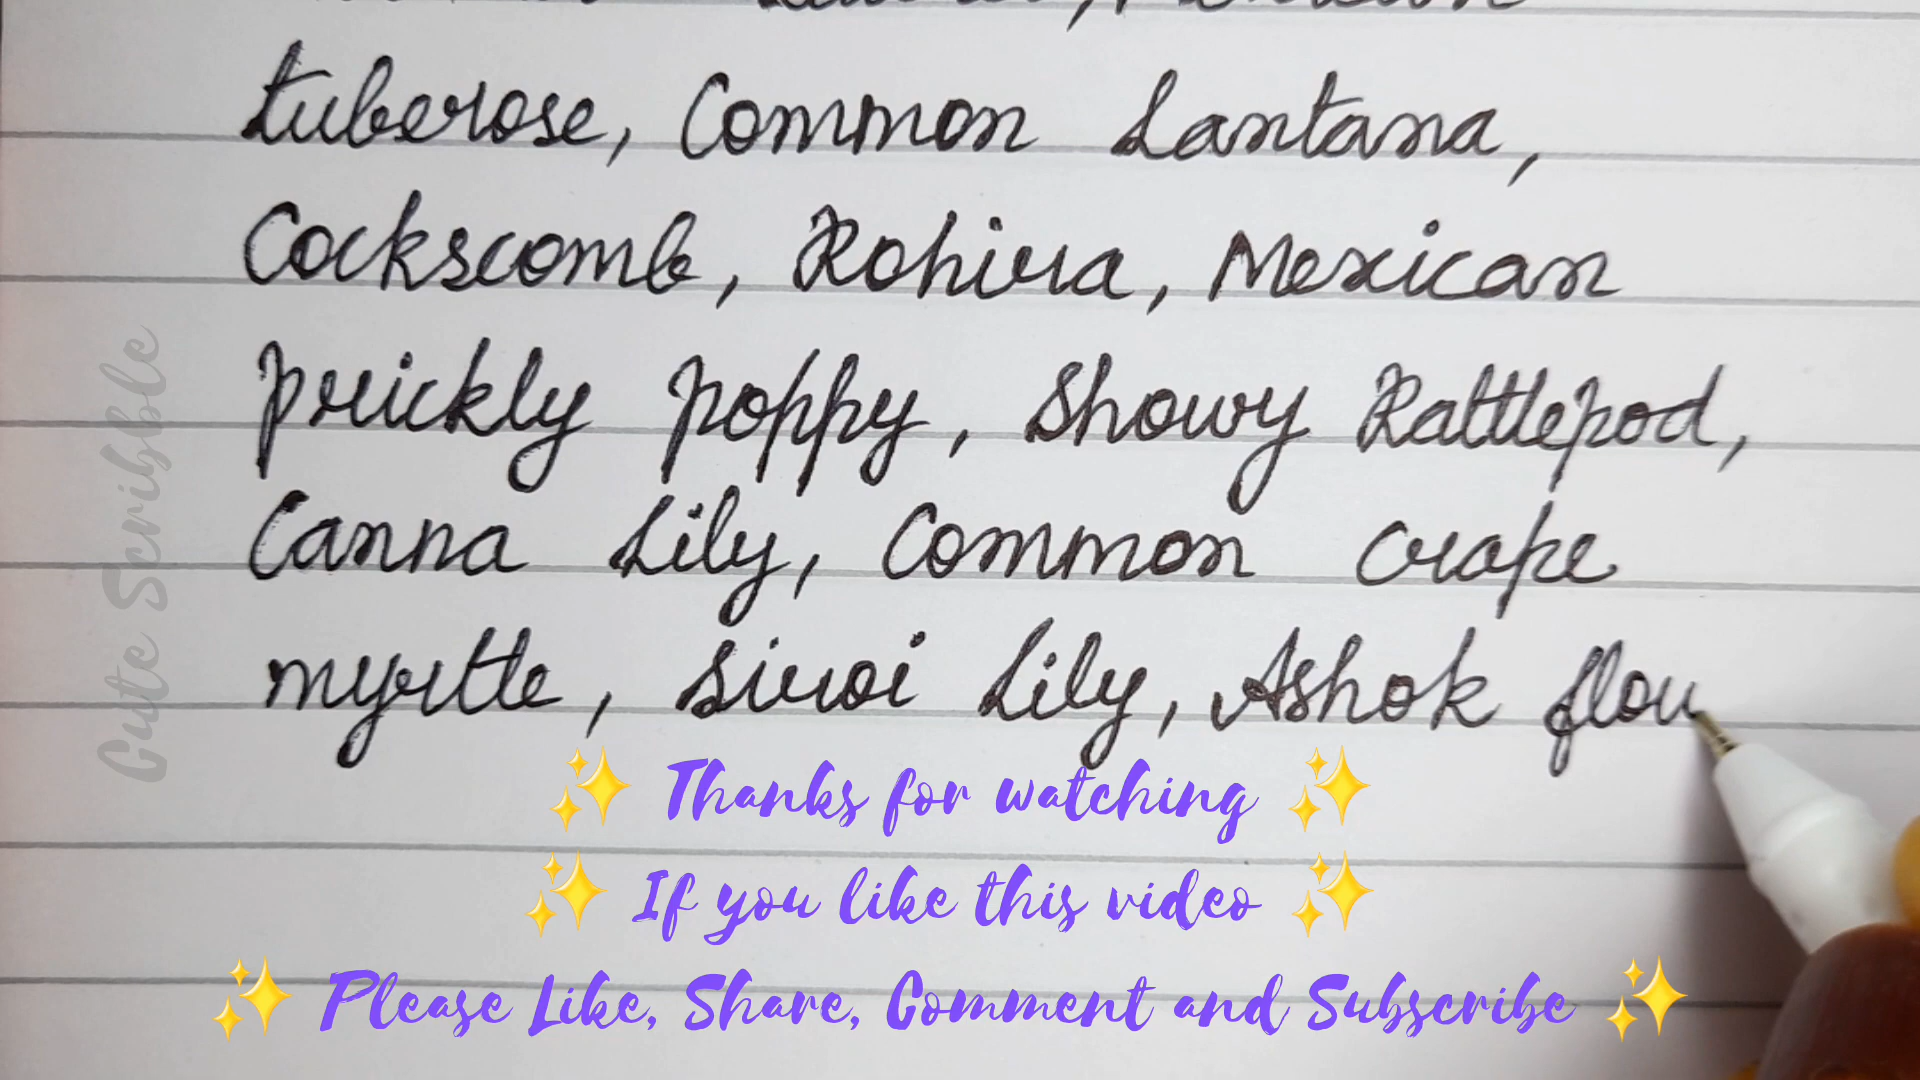 tuberose, Common Lantana,
Cockscomb, Rohira, Mexican
prickly poppy, Showy Rattlepod,
Canna Lily, Common Crape
myrtle, Siroi Lily, Ashok flow
Cute Scribble
✨ Thanks for watching ✨
✨ If you like this video ✨
✨ Please Like, Share, Comment and Subscribe ✨